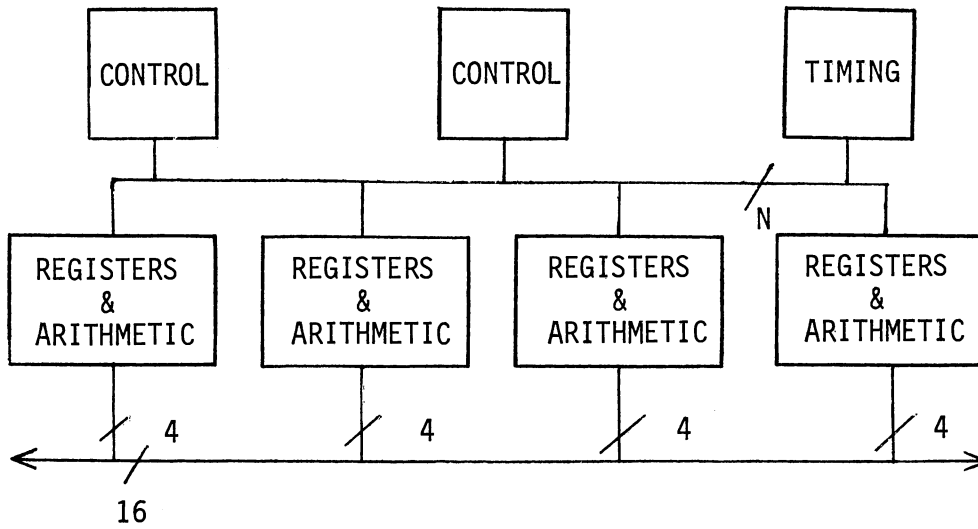 CONTROL
CONTROL
TIMING
N
REGISTERS
&
ARITHMETIC
REGISTERS
&
ARITHMETIC
REGISTERS
&
ARITHMETIC
REGISTERS
&
ARITHMETIC
4
4
4
4
16